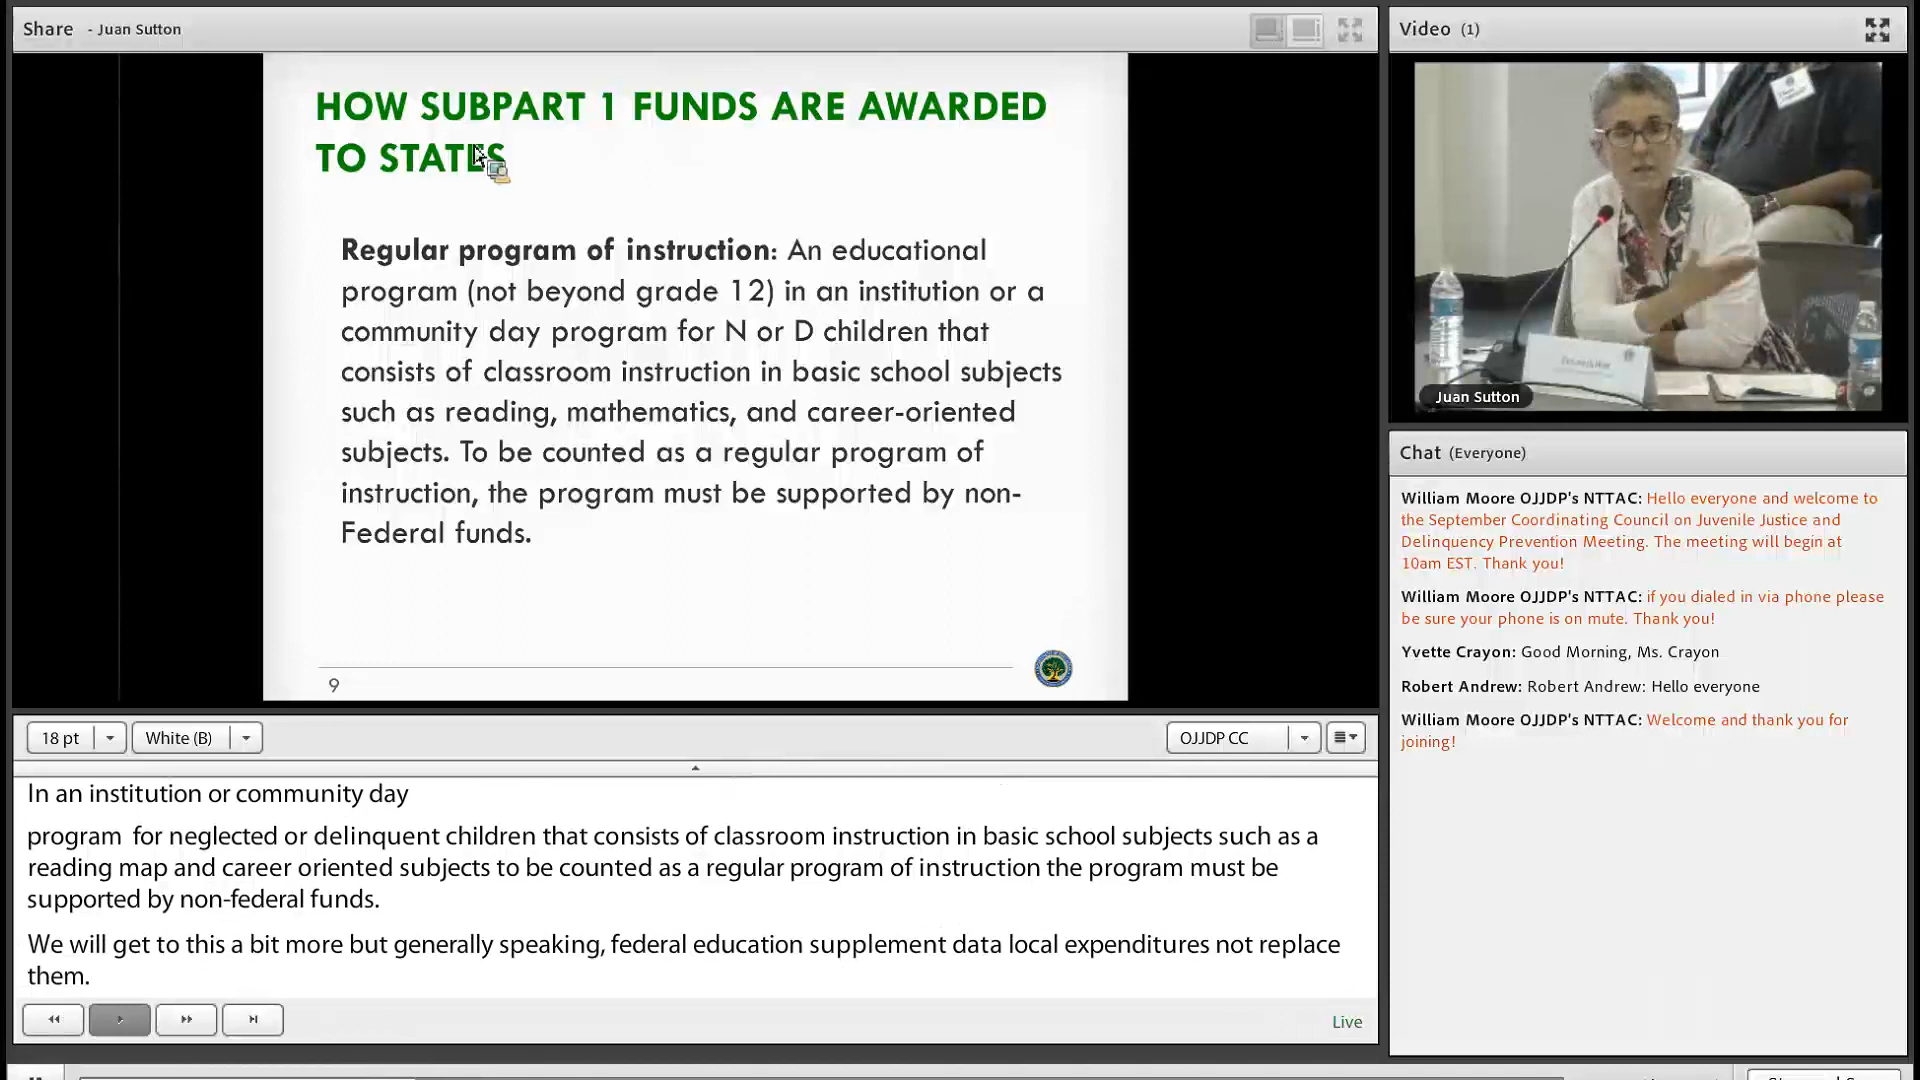 Share - Juan Sutton
HOW SUBPART 1 FUNDS ARE AWARDED
TO STATES
Regular program of instruction: An educational
program (not beyond grade 12) in an institution or a
community day program for N or D children that
consists of classroom instruction in basic school subjects
such as reading, mathematics, and career-oriented
subjects. To be counted as a regular program of
instruction, the program must be supported by non-
Federal funds.
9
18 pt
White (B)
OJJDP CC
In an institution or community day
program for neglected or delinquent children that consists of classroom instruction in basic school subjects such as a
reading map and career oriented subjects to be counted as a regular program of instruction the program must be
supported by non-federal funds.
We will get to this a bit more but generally speaking, federal education supplement data local expenditures not replace
them.
Live
Video (1)
Juan Sutton
Chat (Everyone)
William Moore OJJDP's NTTAC: Hello everyone and welcome to
the September Coordinating Council on Juvenile Justice and
Delinquency Prevention Meeting. The meeting will begin at
10am EST. Thank you!
William Moore OJJDP's NTTAC: if you dialed in via phone please
be sure your phone is on mute. Thank you!
Yvette Crayon: Good Morning, Ms. Crayon
Robert Andrew: Robert Andrew: Hello everyone
William Moore OJJDP's NTTAC: Welcome and thank you for
joining!